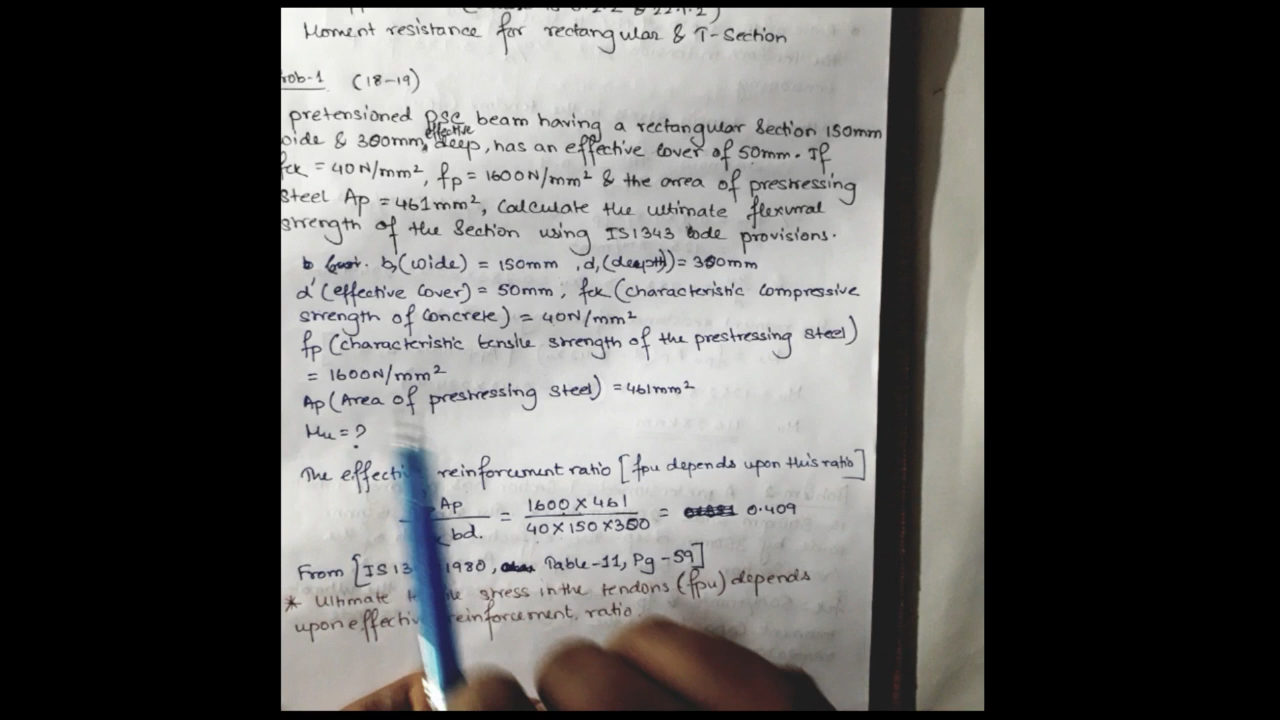 Moment resistance for rectangular & T-Section
rob-1 (18-19)
pretensioned PSC beam having a rectangular Section 150mm
wide & 300mm, effective deep, has an effective cover of 50mm. If
fck = 40N/mm², fp = 1600N/mm² & the area of prestressing
Steel Ap = 461mm², Calculate the ultimate flexural
strength of the Section using IS1343 code provisions.
b, (wide) = 150mm, d, (deepth) = 350mm
d' (effective cover) = 50mm, fck (characteristic compressive
strength of concrete) = 40N/mm²
fp (characteristic tensile strength of the prestressing steel)
= 1600N/mm²
Ap (Area of prestressing steel) = 461mm²
Mu = ?
The effecti reinforcement ratio [fpu depends upon this ratio]
Ap / bd. = 1600 × 461 / 40 × 150 × 350 = 0.409
From [IS 13 1980, Table-11, Pg-59]
* Ultimate stress in the tendons (fpu) depends
upon effectiv reinforcement ratio.